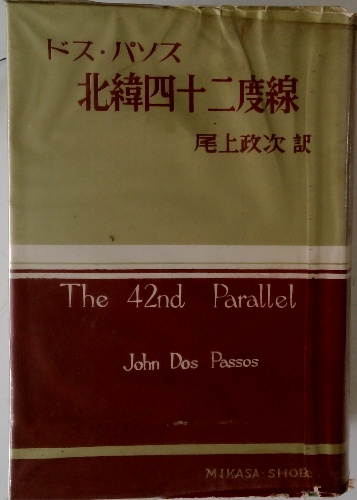 ドス・パソス
北緯四十二度線
尾上政次 訳
The 42nd Parallel
John Dos Passos
MIKASA-SHOB